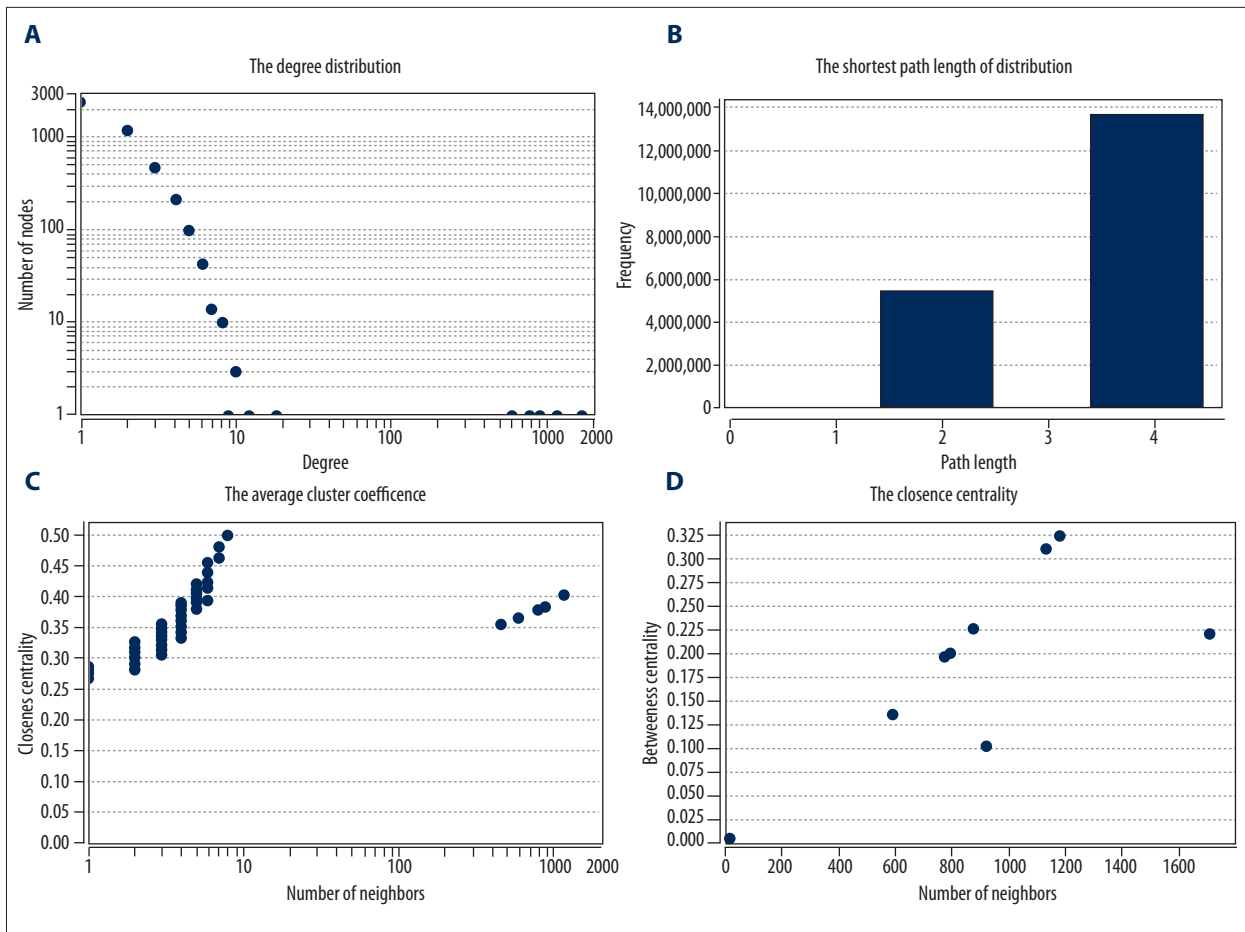 A
The degree distribution
3000
1000
100
10
1
Number of nodes
1 10 100 1000 2000
Degree
B
The shortest path length of distribution
14,000,000
12,000,000
10,000,000
8,000,000
6,000,000
4,000,000
2,000,000
0
Frequency
0 1 2 3 4
Path length
C
The average cluster coefficence
0.50
0.45
0.40
0.35
0.30
0.25
0.20
0.15
0.10
0.05
0.00
Closenes centrality
1 10 100 1000 2000
Number of neighbors
D
The closence centrality
0.325
0.300
0.275
0.250
0.225
0.200
0.175
0.150
0.125
0.100
0.075
0.050
0.025
0.000
Betweeness centrality
0 200 400 600 800 1000 1200 1400 1600
Number of neighbors